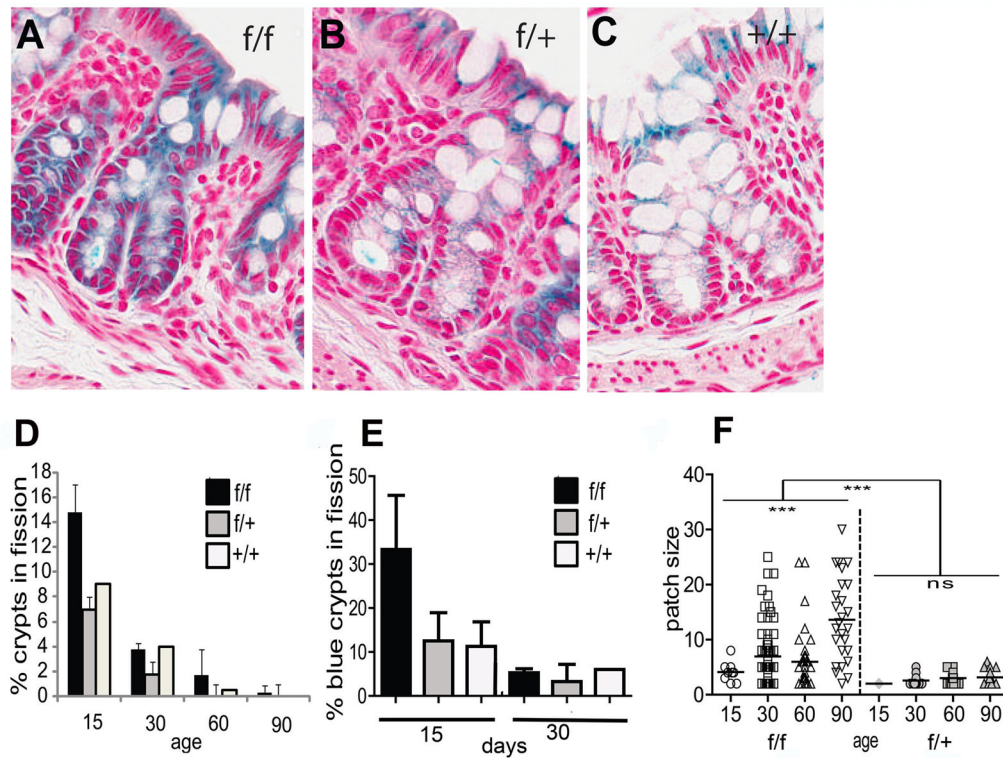 A
f/f
B
f/+
C
+/+
D
% crypts in fission
18
16
14
12
10
8
6
4
2
0
f/f
f/+
+/+
15 30 60 90
age
E
% blue crypts in fission
50
40
30
20
10
0
f/f
f/+
+/+
15 30
days
F
patch size
40
30
20
10
0
***
***
ns
15 30 60 90 15 30 60 90
f/f age f/+